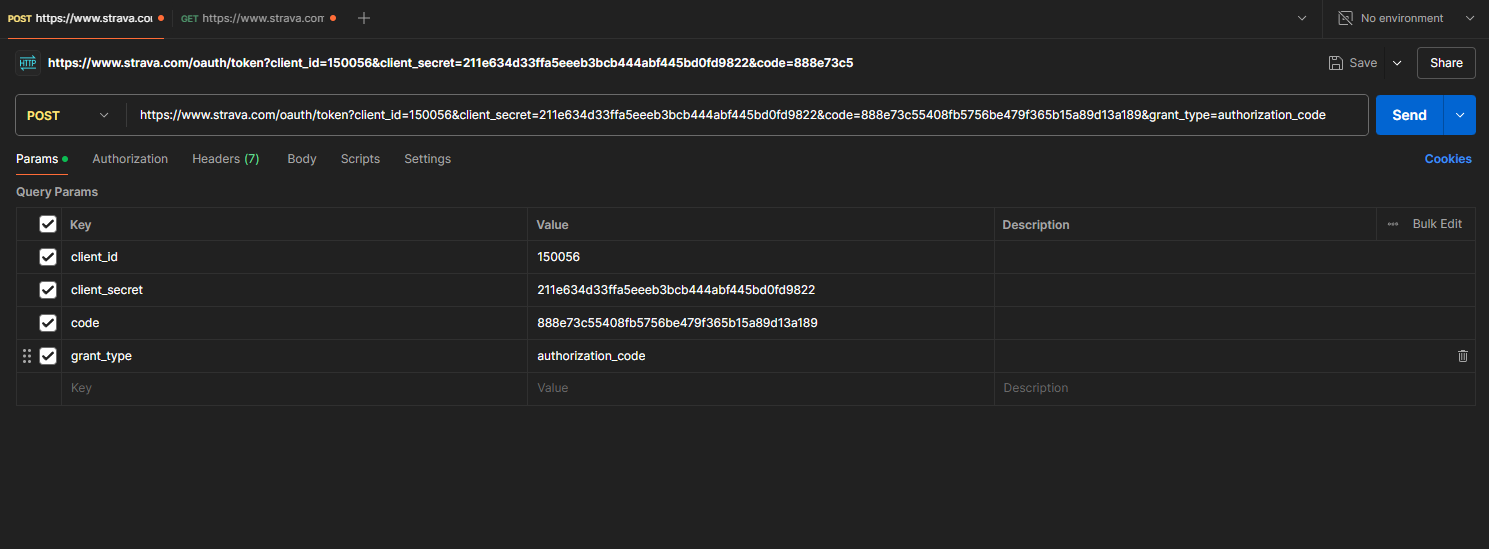 POST https://www.strava.co GET https://www.strava.com No environment
HTTP https://www.strava.com/oauth/token?client_id=150056&client_secret=211e634d33ffa5eeeb3bcb444abf445bd0fd9822&code=888e73c5 Save Share
POST https://www.strava.com/oauth/token?client_id=150056&client_secret=211e634d33ffa5eeeb3bcb444abf445bd0fd9822&code=888e73c55408fb5756be479f365b15a89d13a189&grant_type=authorization_code Send
Params Authorization Headers (7) Body Scripts Settings Cookies
Query Params
Key Value Description Bulk Edit
client_id 150056
client_secret 211e634d33ffa5eeeb3bcb444abf445bd0fd9822
code 888e73c55408fb5756be479f365b15a89d13a189
grant_type authorization_code
Key Value Description